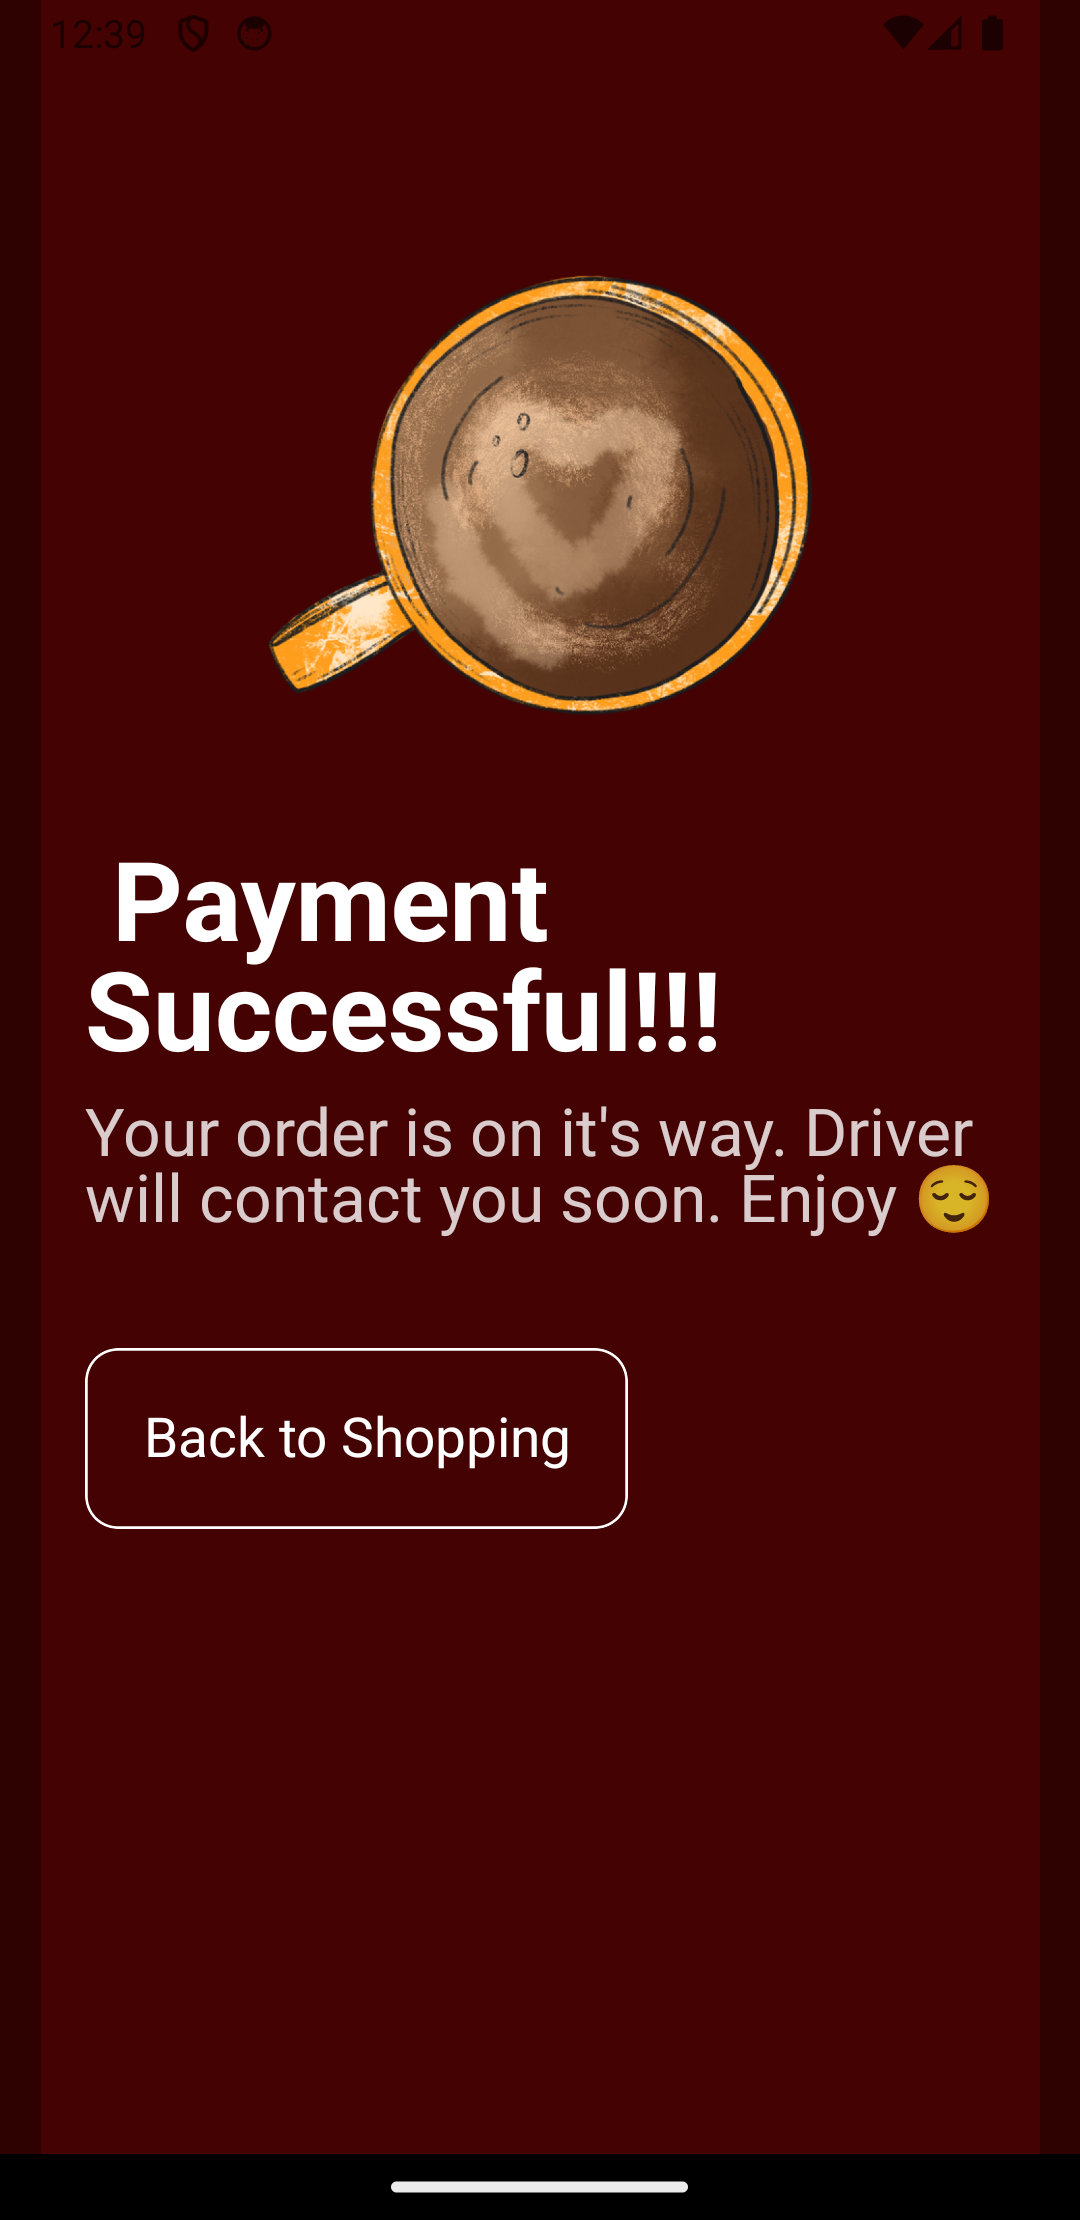 12:39
Payment
Successful!!!
Your order is on it's way. Driver
will contact you soon. Enjoy 😌
Back to Shopping